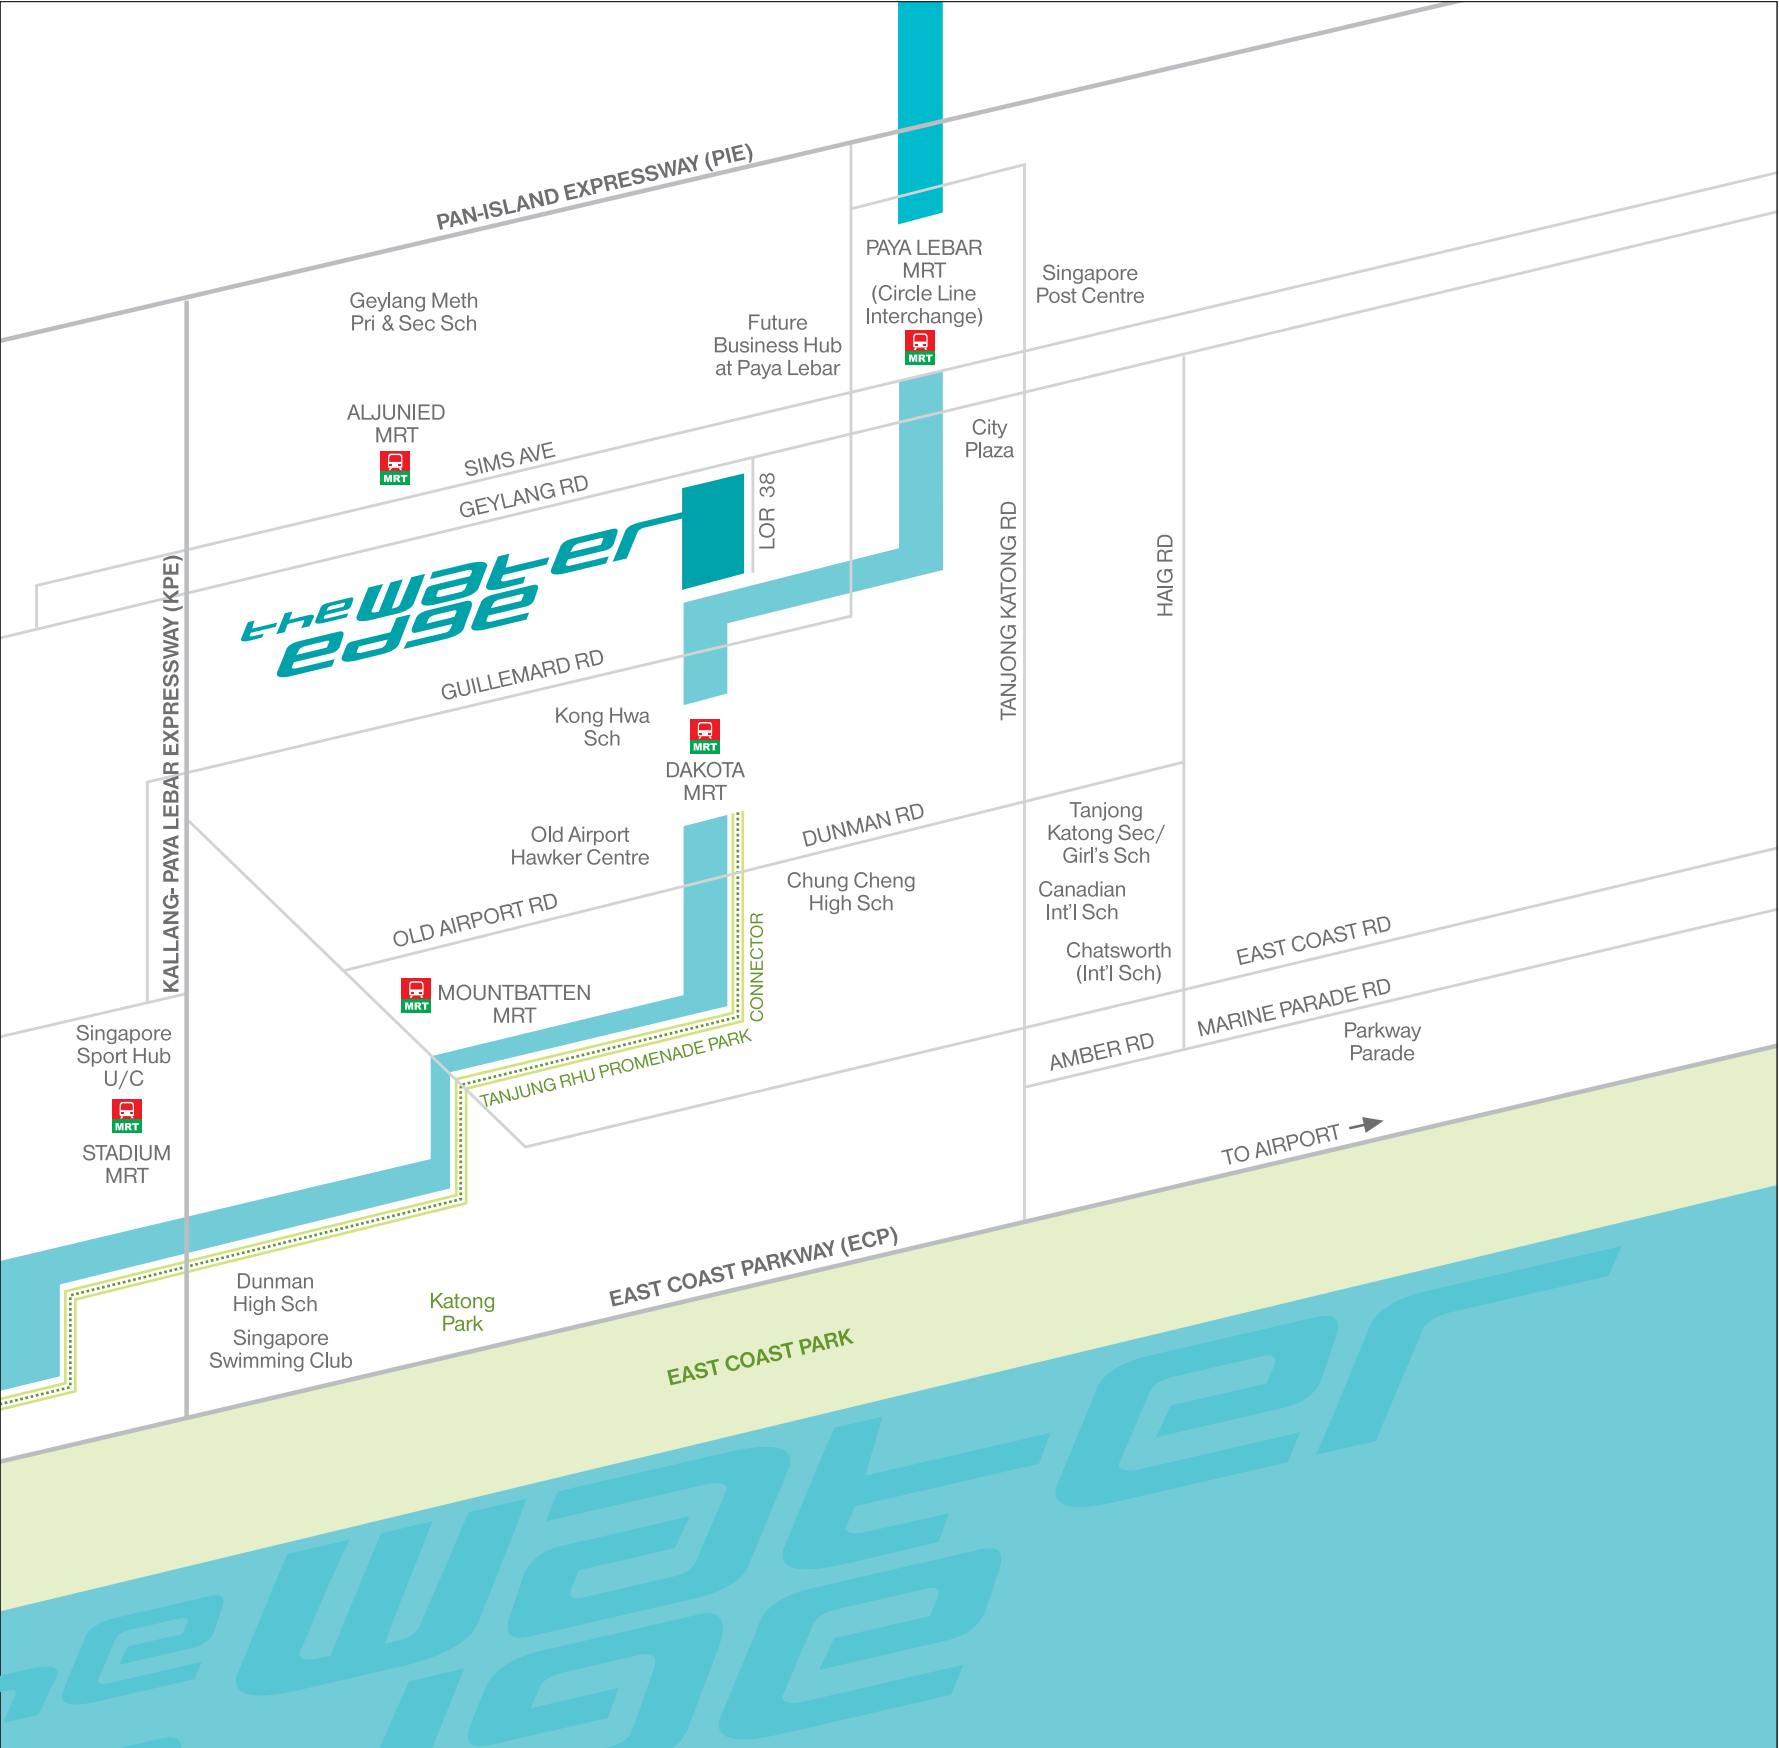 PAN-ISLAND EXPRESSWAY (PIE)
PAYA LEBAR
MRT
(Circle Line
Interchange)
MRT
Singapore
Post Centre
Geylang Meth
Pri & Sec Sch
Future
Business Hub
at Paya Lebar
ALJUNIED
MRT
MRT
SIMS AVE
GEYLANG RD
City
Plaza
LOR 38
the water
edge
TANJONG KATONG RD
HAIG RD
KALLANG- PAYA LEBAR EXPRESSWAY (KPE)
GUILLEMARD RD
Kong Hwa
Sch
MRT
DAKOTA
MRT
Old Airport
Hawker Centre
DUNMAN RD
Tanjong
Katong Sec/
Girl's Sch
Chung Cheng
High Sch
Canadian
Int'l Sch
OLD AIRPORT RD
CONNECTOR
Chatsworth
(Int'l Sch)
EAST COAST RD
MRT
MOUNTBATTEN
MRT
MARINE PARADE RD
AMBER RD
Parkway
Parade
Singapore
Sport Hub
U/C
MRT
STADIUM
MRT
TANJUNG RHU PROMENADE PARK
TO AIRPORT
EAST COAST PARKWAY (ECP)
Dunman
High Sch
Katong
Park
Singapore
Swimming Club
EAST COAST PARK
he water
dge